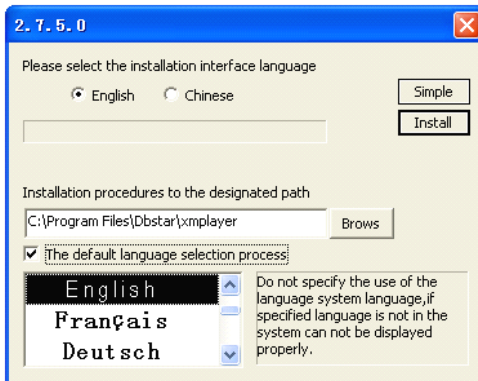 2.7.5.0
Please select the installation interface language
English Chinese
Simple
Install
Installation procedures to the designated path
C:\Program Files\Dbstar\xmplayer
Brows
The default language selection process
English
Français
Deutsch
Do not specify the use of the
language system language,if
specified language is not in the
system can not be displayed
properly.